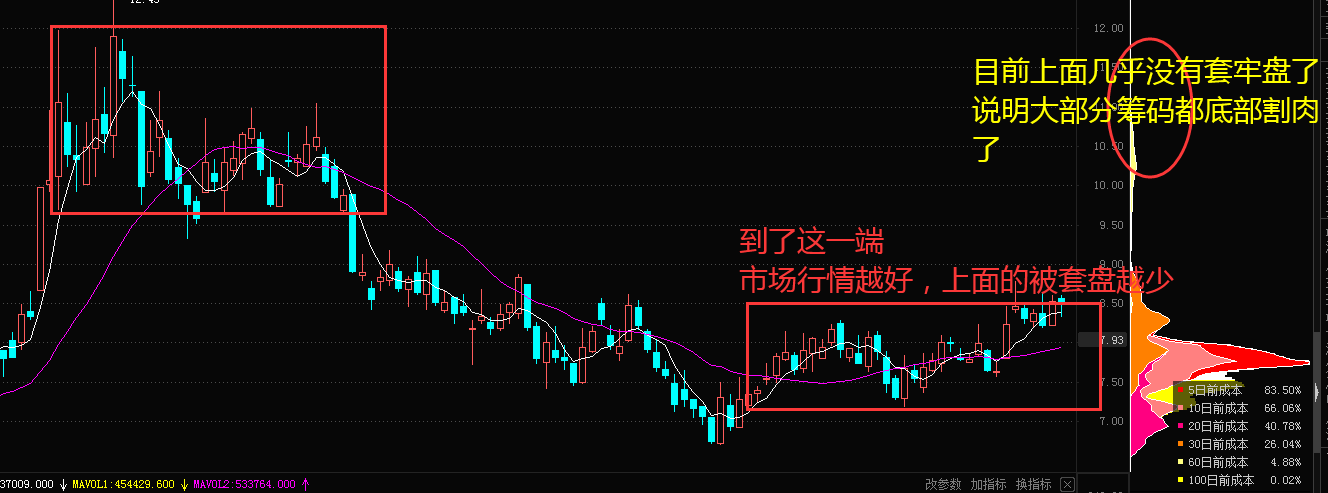 12.45
12.00
目前上面几乎没有套牢盘了
说明大部分筹码都底部割肉
了
10.50
10.00
9.50
到了这一端
8.00
市场行情越好，上面的被套盘越少
8.50
7.93
7.50
5日前成本 83.50%
10日前成本 66.06%
7.00
20日前成本 40.78%
30日前成本 26.04%
60日前成本 4.88%
100日前成本 0.02%
37009.000 ↓ MAVOL1:454429.600 ↓ MAVOL2:533764.000 ↑
改参数 加指标 换指标